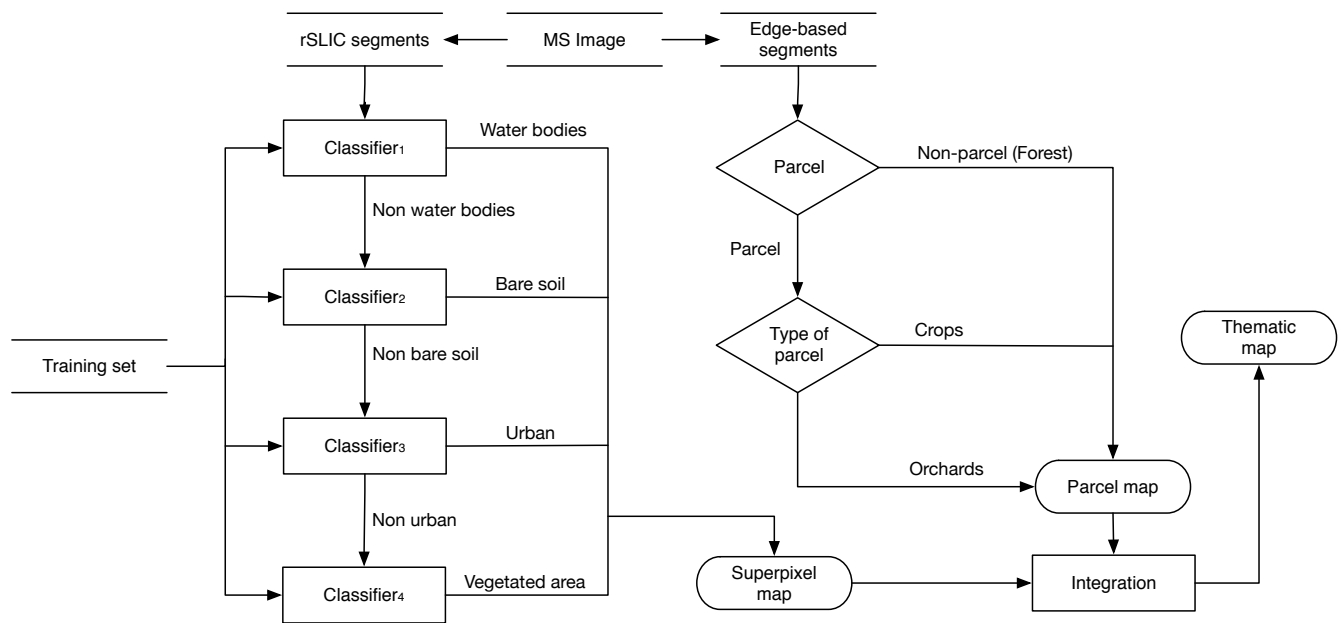 rSLIC segments
MS Image
Edge-based
segments
Classifier₁
Water bodies
Non water bodies
Classifier₂
Bare soil
Non bare soil
Training set
Classifier₃
Urban
Non urban
Classifier₄
Vegetated area
Parcel
Non-parcel (Forest)
Parcel
Type of
parcel
Crops
Orchards
Parcel map
Superpixel
map
Integration
Thematic
map